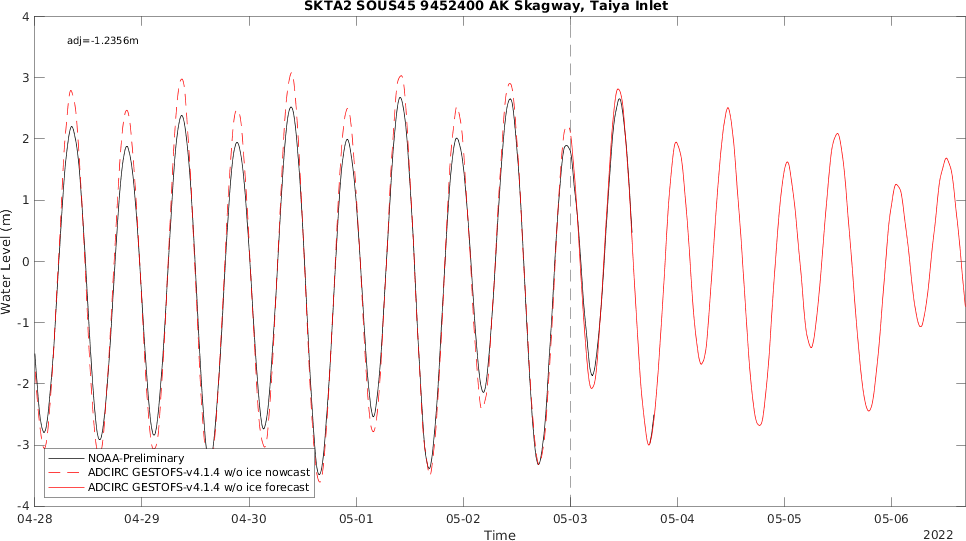 SKTA2 SOUS45 9452400 AK Skagway, Taiya Inlet
adj=-1.2356m
4
3
2
1
0
-1
-2
-3
-4
Water Level (m)
NOAA-Preliminary
ADCIRC GESTOFS-v4.1.4 w/o ice nowcast
ADCIRC GESTOFS-v4.1.4 w/o ice forecast
04-28 04-29 04-30 05-01 05-02 05-03 05-04 05-05 05-06
Time
2022